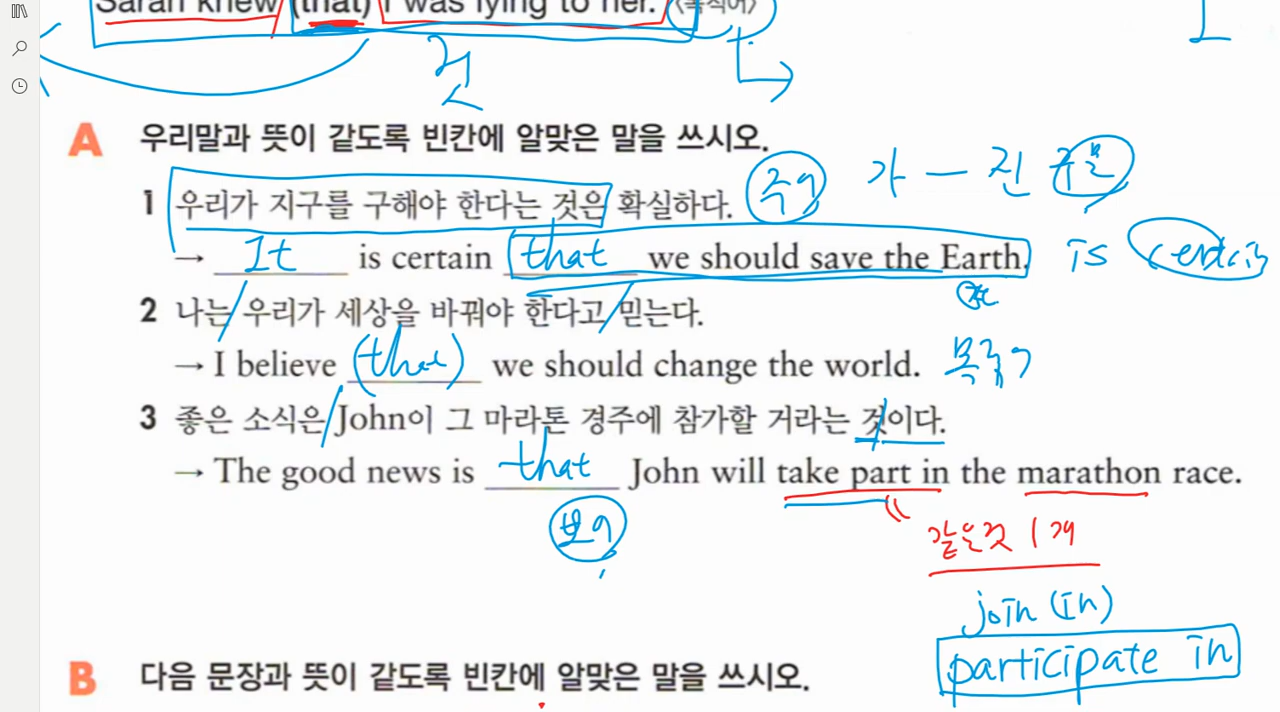 Sarah knew (that) I was lying to her. 〈목적어〉
것
A 우리말과 뜻이 같도록 빈칸에 알맞은 말을 쓰시오.
1 우리가 지구를 구해야 한다는 것은 확실하다. 주어 가 — 진
→ It is certain that we should save the Earth. is certain
2 나는 / 우리가 세상을 바꿔야 한다고 / 믿는다.
→ I believe (that) we should change the world. 목적어
3 좋은 소식은 / John이 그 마라톤 경주에 참가할 거라는 것이다.
→ The good news is that John will take part in the marathon race.
보어
같은것 1개
join (in)
participate in
B 다음 문장과 뜻이 같도록 빈칸에 알맞은 말을 쓰시오.